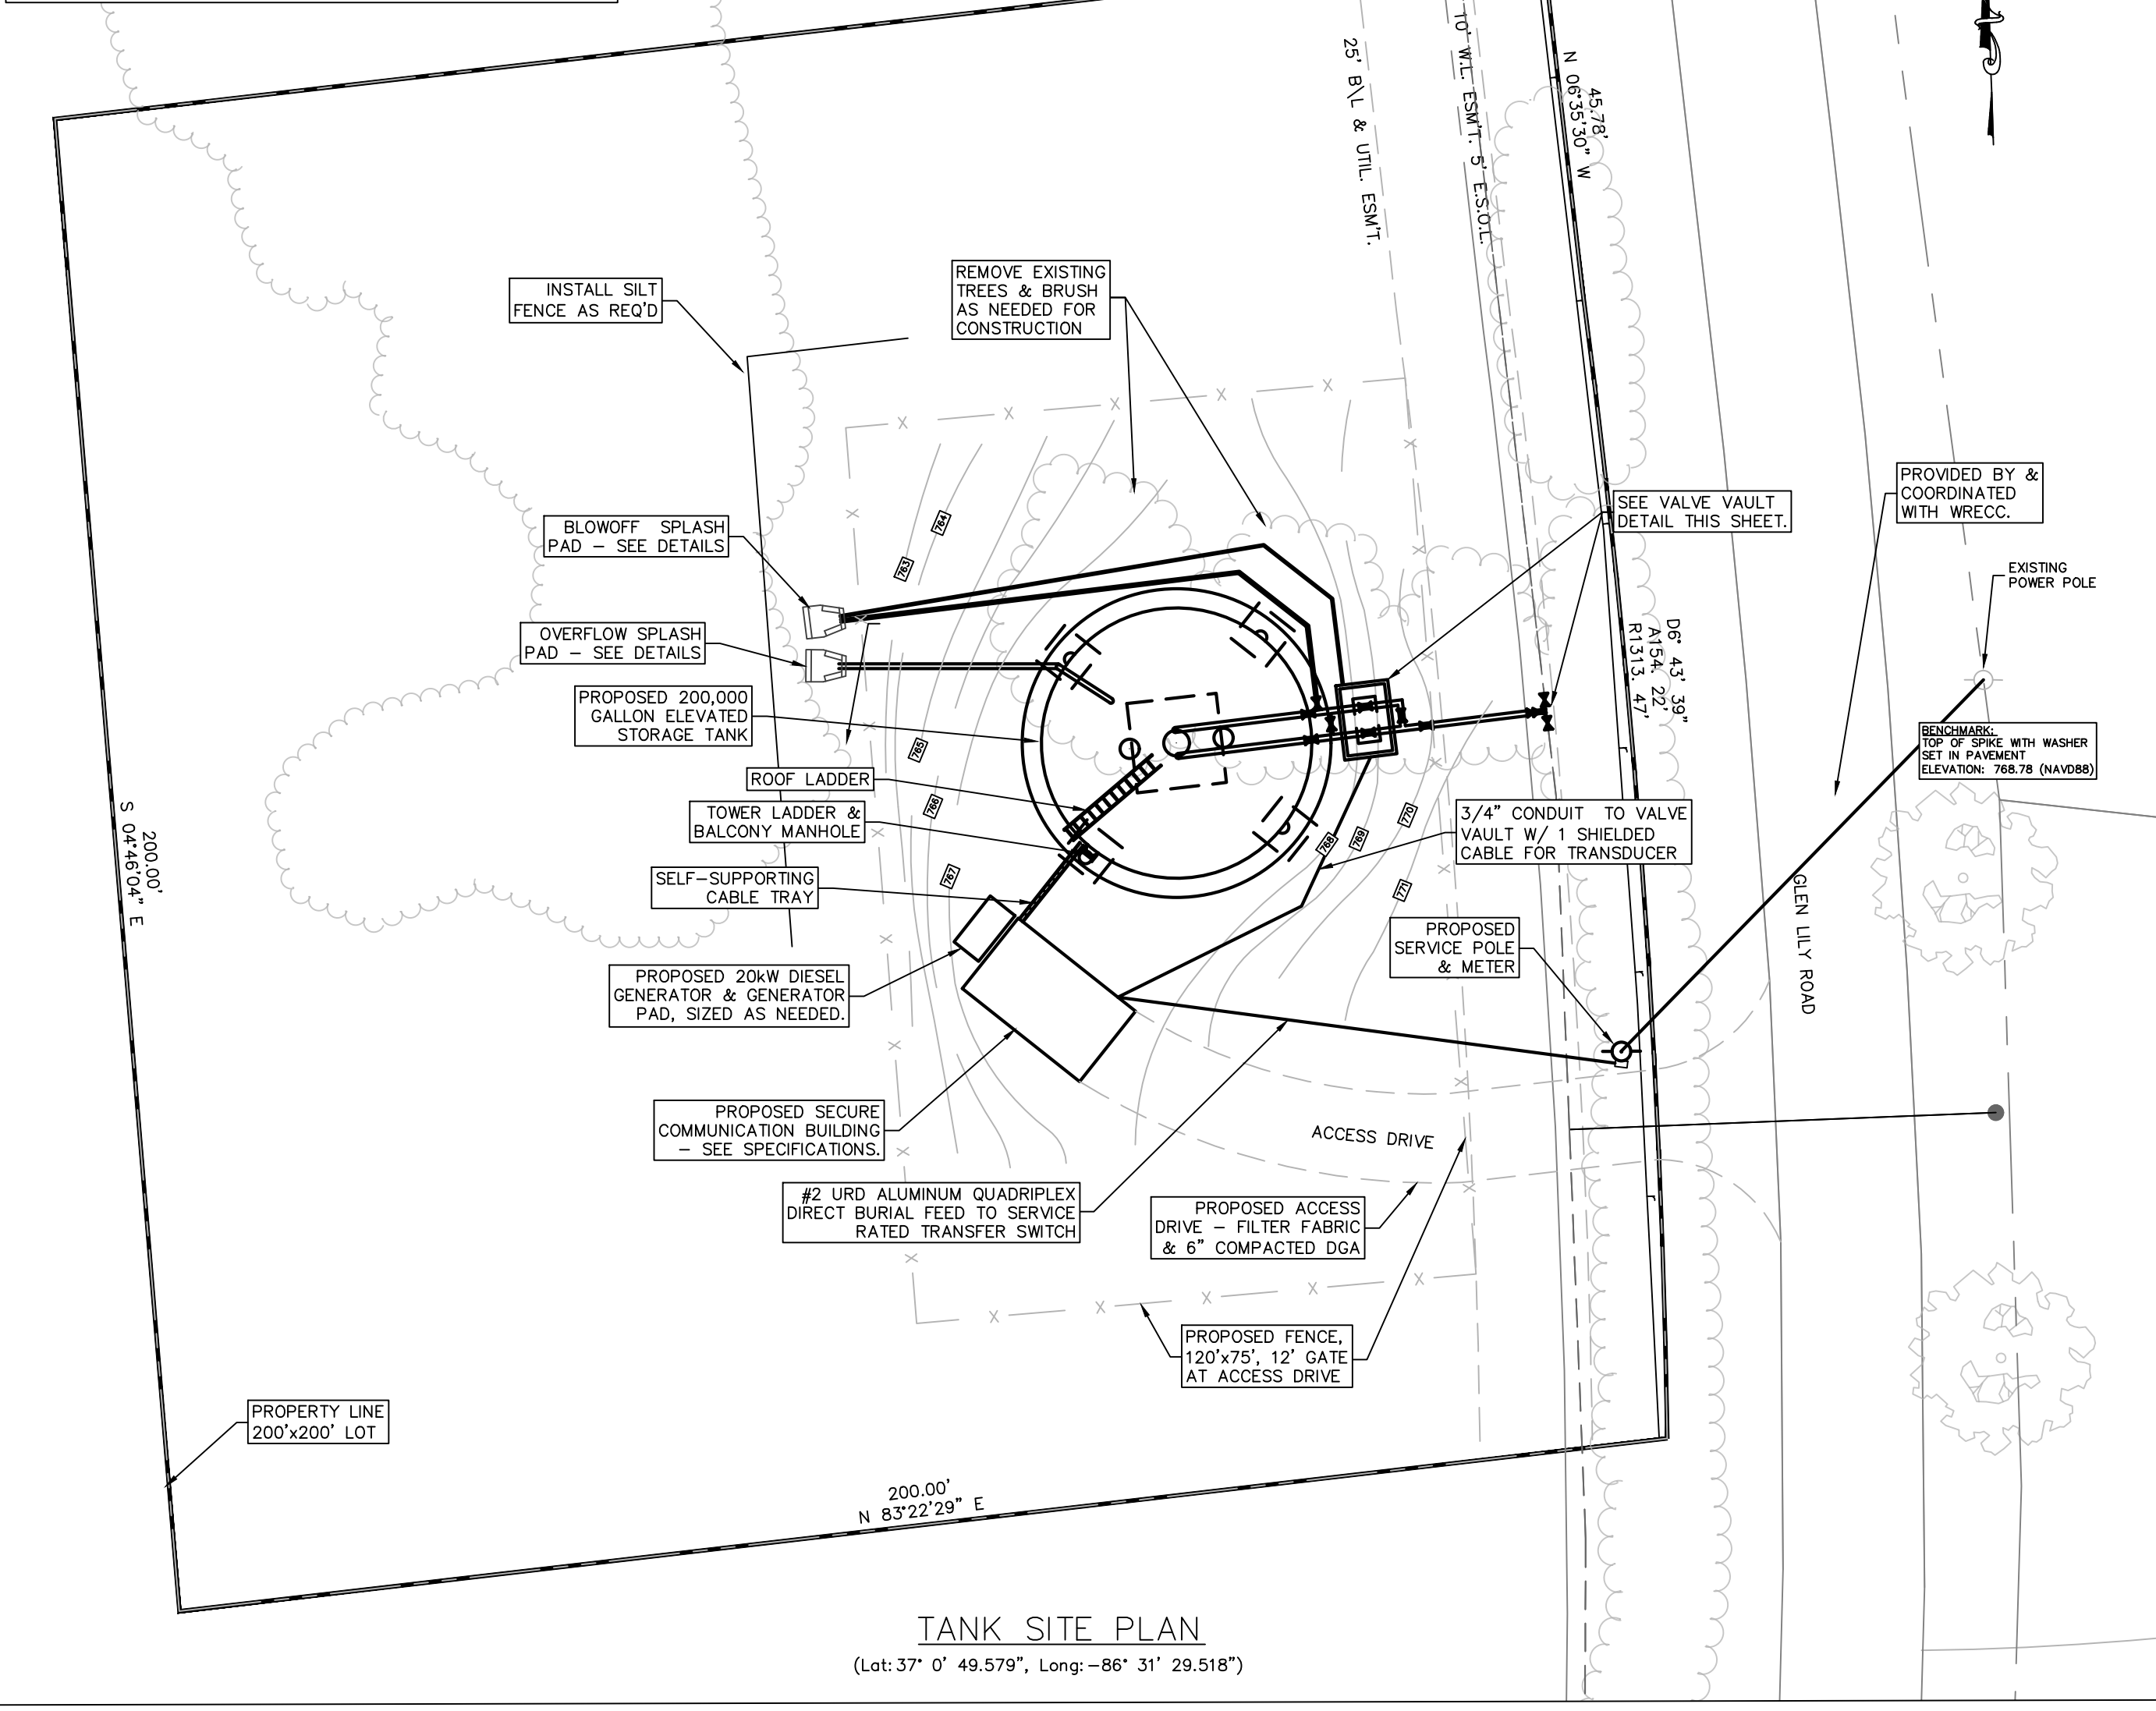 25' B\L & UTIL. ESM'T.
10' W.L. ESM'T. 5' E.S.O.L.
45.78'
N 06°35'30" W
INSTALL SILT
FENCE AS REQ'D
REMOVE EXISTING
TREES & BRUSH
AS NEEDED FOR
CONSTRUCTION
PROVIDED BY &
COORDINATED
WITH WRECC.
SEE VALVE VAULT
DETAIL THIS SHEET.
BLOWOFF SPLASH
PAD – SEE DETAILS
763
764
EXISTING
POWER POLE
OVERFLOW SPLASH
PAD – SEE DETAILS
D6° 43' 39"
A154. 22'
R1313. 47'
PROPOSED 200,000
GALLON ELEVATED
STORAGE TANK
765
BENCHMARK:
TOP OF SPIKE WITH WASHER
SET IN PAVEMENT
ELEVATION: 768.78 (NAVD88)
ROOF LADDER
766
TOWER LADDER &
BALCONY MANHOLE
3/4" CONDUIT TO VALVE
VAULT W/ 1 SHIELDED
CABLE FOR TRANSDUCER
768
769
770
771
767
200.00'
S 04°46'04" E
SELF-SUPPORTING
CABLE TRAY
GLEN LILY ROAD
PROPOSED
SERVICE POLE
& METER
PROPOSED 20kW DIESEL
GENERATOR & GENERATOR
PAD, SIZED AS NEEDED.
PROPOSED SECURE
COMMUNICATION BUILDING
– SEE SPECIFICATIONS.
ACCESS DRIVE
#2 URD ALUMINUM QUADRIPLEX
DIRECT BURIAL FEED TO SERVICE
RATED TRANSFER SWITCH
PROPOSED ACCESS
DRIVE – FILTER FABRIC
& 6" COMPACTED DGA
PROPOSED FENCE,
120'x75', 12' GATE
AT ACCESS DRIVE
PROPERTY LINE
200'x200' LOT
200.00'
N 83°22'29" E
TANK SITE PLAN
(Lat: 37° 0' 49.579", Long: –86° 31' 29.518")